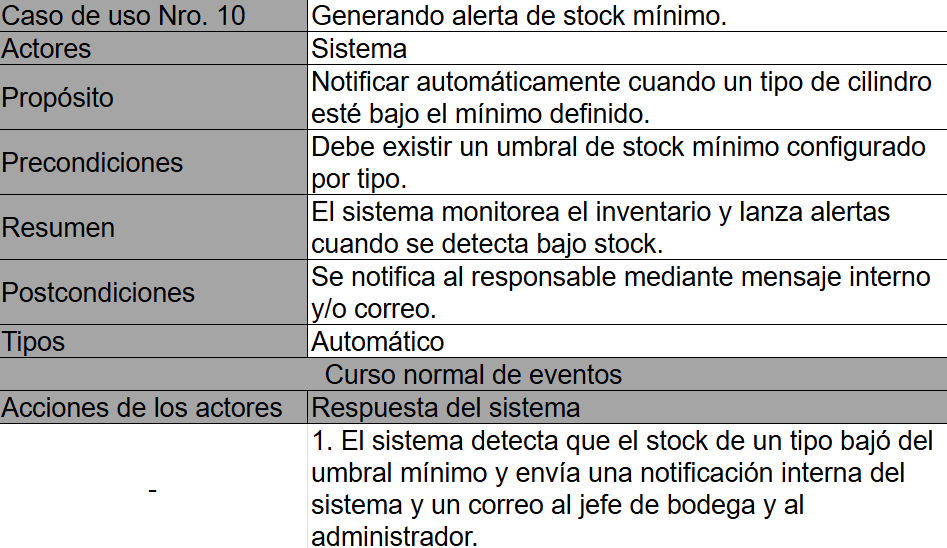 Caso de uso Nro. 10
Generando alerta de stock mínimo.
Actores
Sistema
Propósito
Notificar automáticamente cuando un tipo de cilindro
esté bajo el mínimo definido.
Precondiciones
Debe existir un umbral de stock mínimo configurado
por tipo.
Resumen
El sistema monitorea el inventario y lanza alertas
cuando se detecta bajo stock.
Postcondiciones
Se notifica al responsable mediante mensaje interno
y/o correo.
Tipos
Automático
Curso normal de eventos
Acciones de los actores
Respuesta del sistema
-
1. El sistema detecta que el stock de un tipo bajó del
umbral mínimo y envía una notificación interna del
sistema y un correo al jefe de bodega y al
administrador.